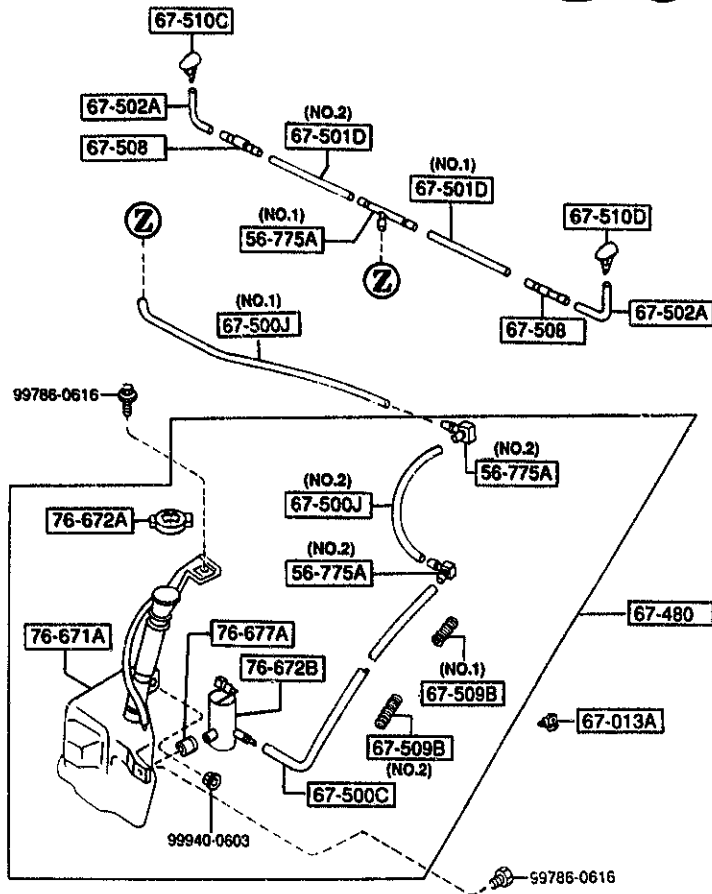 67-510C
67-502A
(NO.2)
67-501D
67-508
(NO.1)
67-501D
(NO.1)
56-775A
67-510D
Z
Z
67-508
67-502A
(NO.1)
67-500J
99786-0616
(NO.2)
56-775A
(NO.2)
67-500J
76-672A
(NO.2)
56-775A
67-480
76-671A
76-677A
76-672B
(NO.1)
67-509B
67-013A
67-509B
(NO.2)
67-500C
99940-0603
99786-0616